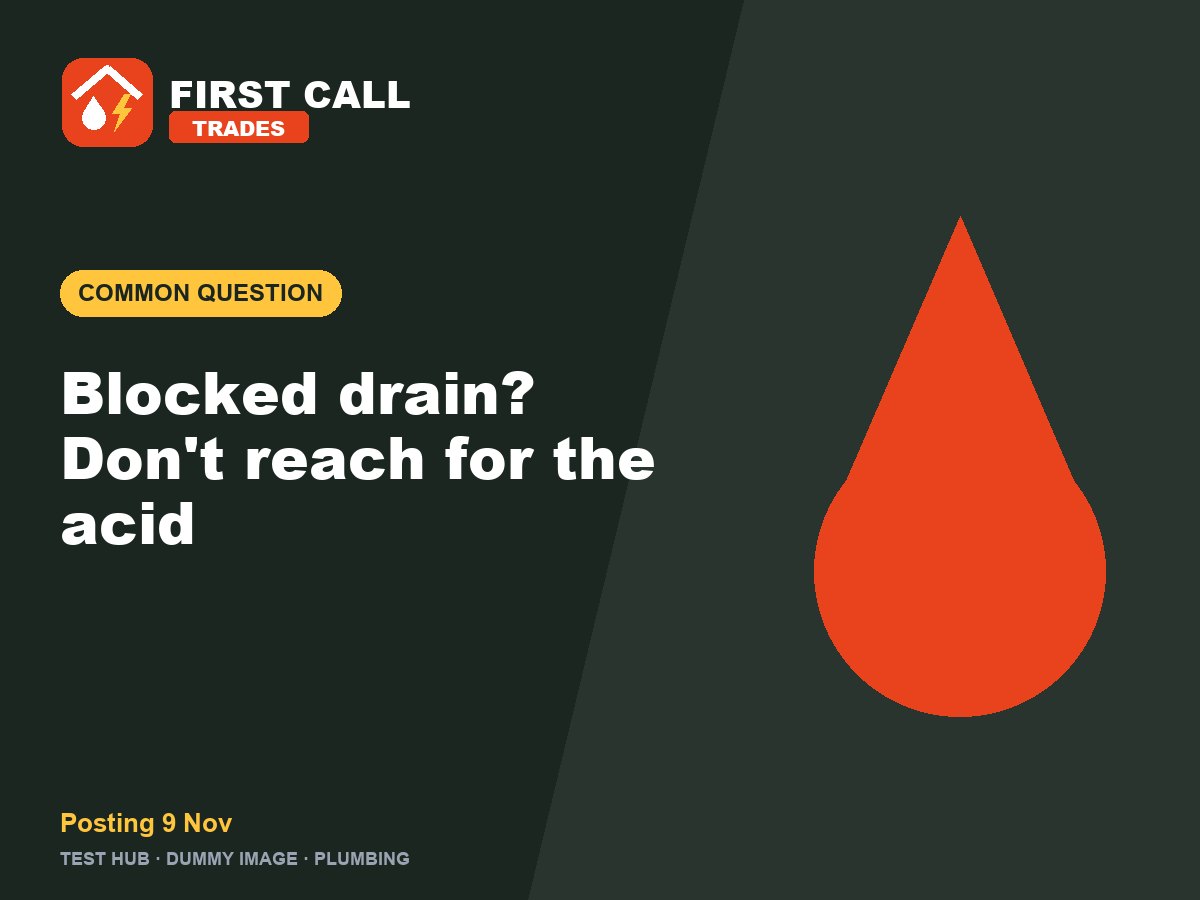 FIRST CALL
TRADES
COMMON QUESTION
Blocked drain?
Don't reach for the
acid
Posting 9 Nov
TEST HUB · DUMMY IMAGE · PLUMBING